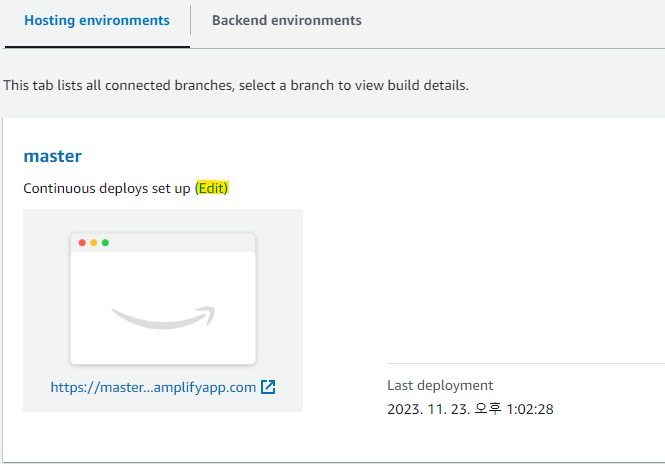 Hosting environments
Backend environments
This tab lists all connected branches, select a branch to view build details.
master
Continuous deploys set up (Edit)
https://master...amplifyapp.com
Last deployment
2023. 11. 23. 오후 1:02:28